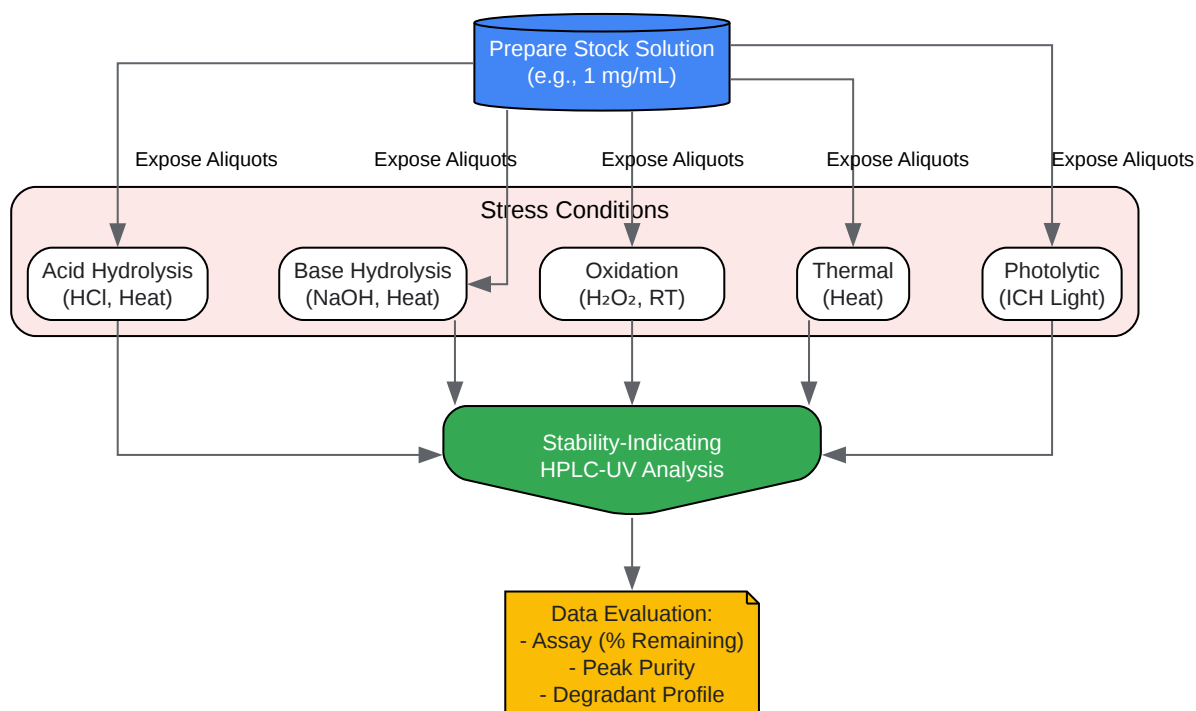 Prepare Stock Solution
(e.g., 1 mg/mL)
Expose Aliquots
Expose Aliquots
Expose Aliquots
Expose Aliquots
Expose Aliquots
Stress Conditions
Acid Hydrolysis
(HCl, Heat)
Base Hydrolysis
(NaOH, Heat)
Oxidation
(H₂O₂, RT)
Thermal
(Heat)
Photolytic
(ICH Light)
Stability-Indicating
HPLC-UV Analysis
Data Evaluation:
- Assay (% Remaining)
- Peak Purity
- Degradant Profile